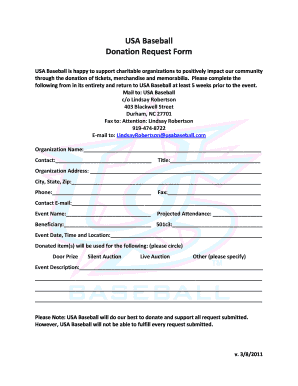 USA Baseball
Donation Request Form
USA Baseball is happy to support charitable organizations to positively impact our community
through the donation of tickets, merchandise and memorabilia. Please complete the
following from in its entirety and return to USA Baseball at least 5 weeks prior to the event.
Mail to: USA Baseball
c/o Lindsay Robertson
403 Blackwell Street
Durham, NC 27701
Fax to: Attention: Lindsay Robertson
919-474-8722
E-mail to: LindsayRobertson@usabaseball.com
Organization Name:
Contact: Title:
Organization Address :
City, State, Zip:
Phone: Fax:
Contact E-mail:
Event Name: Projected Attendance:
Beneficiary: 501c3:
Event Date, Time and Location:
Donated item(s) will be used for the following: (please circle)
Door Prize Silent Auction Live Auction Other (please specify)
Event Description:
BASEBALL
Please Note: USA Baseball will do our best to donate and support all request submitted.
However, USA Baseball will not be able to fulfill every request submitted.
v. 3/8/2011